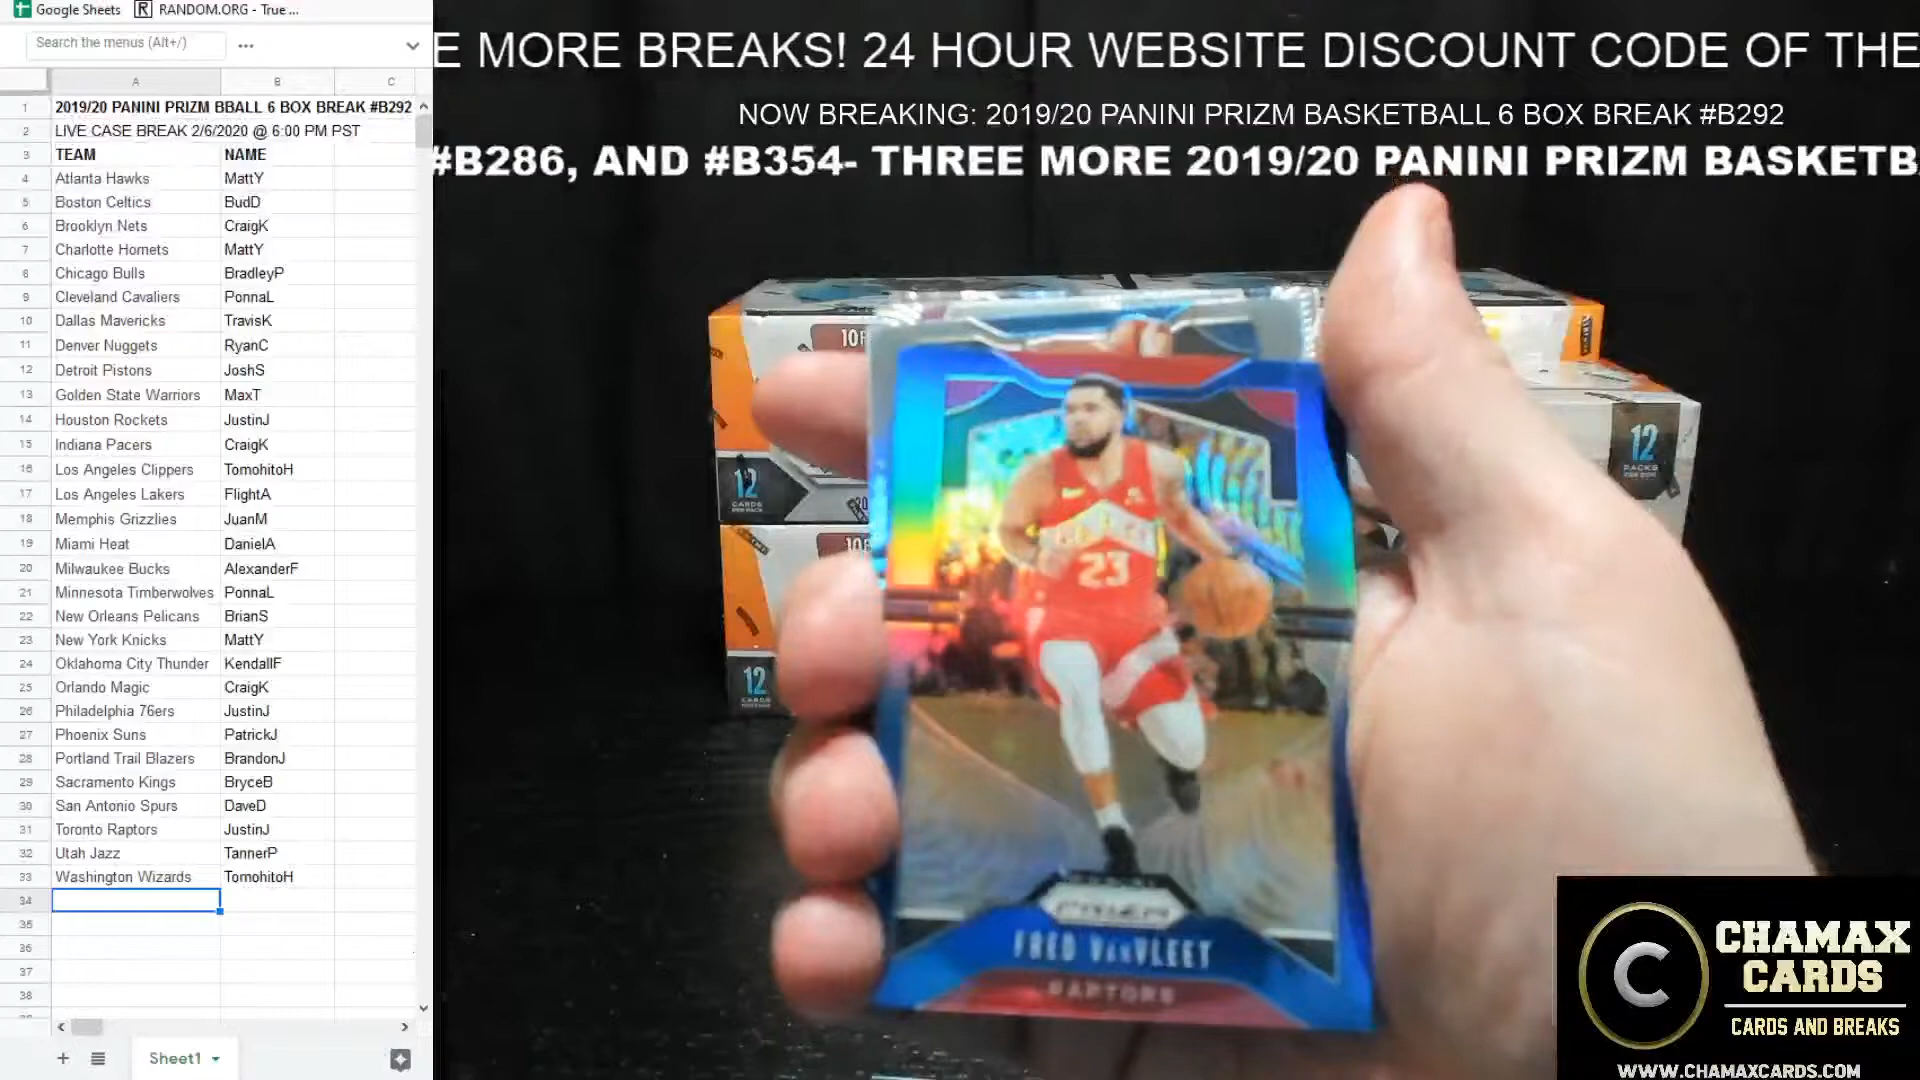 Google Sheets RANDOM.ORG - True ...
Search the menus (Alt+/)
A B C
1 2019/20 PANINI PRIZM BBALL 6 BOX BREAK #B292
2 LIVE CASE BREAK 2/6/2020 @ 6:00 PM PST
3 TEAM NAME
4 Atlanta Hawks MattY
5 Boston Celtics BudD
6 Brooklyn Nets CraigK
7 Charlotte Hornets MattY
8 Chicago Bulls BradleyP
9 Cleveland Cavaliers PonnaL
10 Dallas Mavericks TravisK
11 Denver Nuggets RyanC
12 Detroit Pistons JoshS
13 Golden State Warriors MaxT
14 Houston Rockets JustinJ
15 Indiana Pacers CraigK
16 Los Angeles Clippers TomohitoH
17 Los Angeles Lakers FlightA
18 Memphis Grizzlies JuanM
19 Miami Heat DanielA
20 Milwaukee Bucks AlexanderF
21 Minnesota Timberwolves PonnaL
22 New Orleans Pelicans BrianS
23 New York Knicks MattY
24 Oklahoma City Thunder KendallF
25 Orlando Magic CraigK
26 Philadelphia 76ers JustinJ
27 Phoenix Suns PatrickJ
28 Portland Trail Blazers BrandonJ
29 Sacramento Kings BryceB
30 San Antonio Spurs DaveD
31 Toronto Raptors JustinJ
32 Utah Jazz TannerP
33 Washington Wizards TomohitoH
34
35
36
37
38
Sheet1
E MORE BREAKS! 24 HOUR WEBSITE DISCOUNT CODE OF THE
NOW BREAKING: 2019/20 PANINI PRIZM BASKETBALL 6 BOX BREAK #B292
#B286, AND #B354- THREE MORE 2019/20 PANINI PRIZM BASKETB
12
CARDS
PER PACK
12
CARDS
12
PACKS
PER BOX
23
PRIZM
FRED VANVLEET
RAPTORS
C
CHAMAX
CARDS
CARDS AND BREAKS
WWW.CHAMAXCARDS.COM